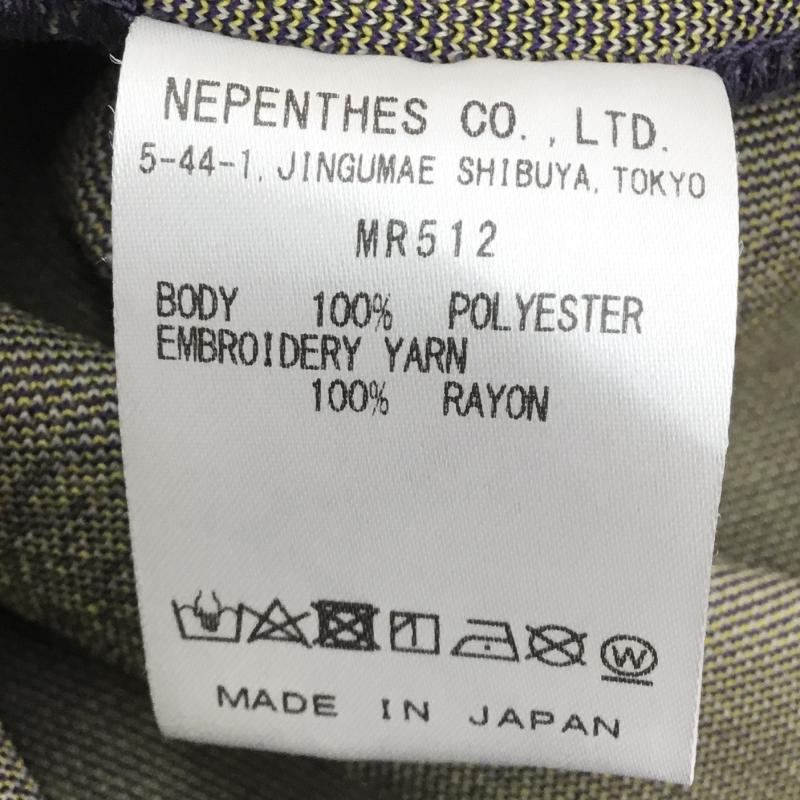 NEPENTHES CO., LTD.
5-44-1, JINGUMAE SHIBUYA, TOKYO
MR512
BODY 100% POLYESTER
EMBROIDERY YARN
100% RAYON
W
MADE IN JAPAN